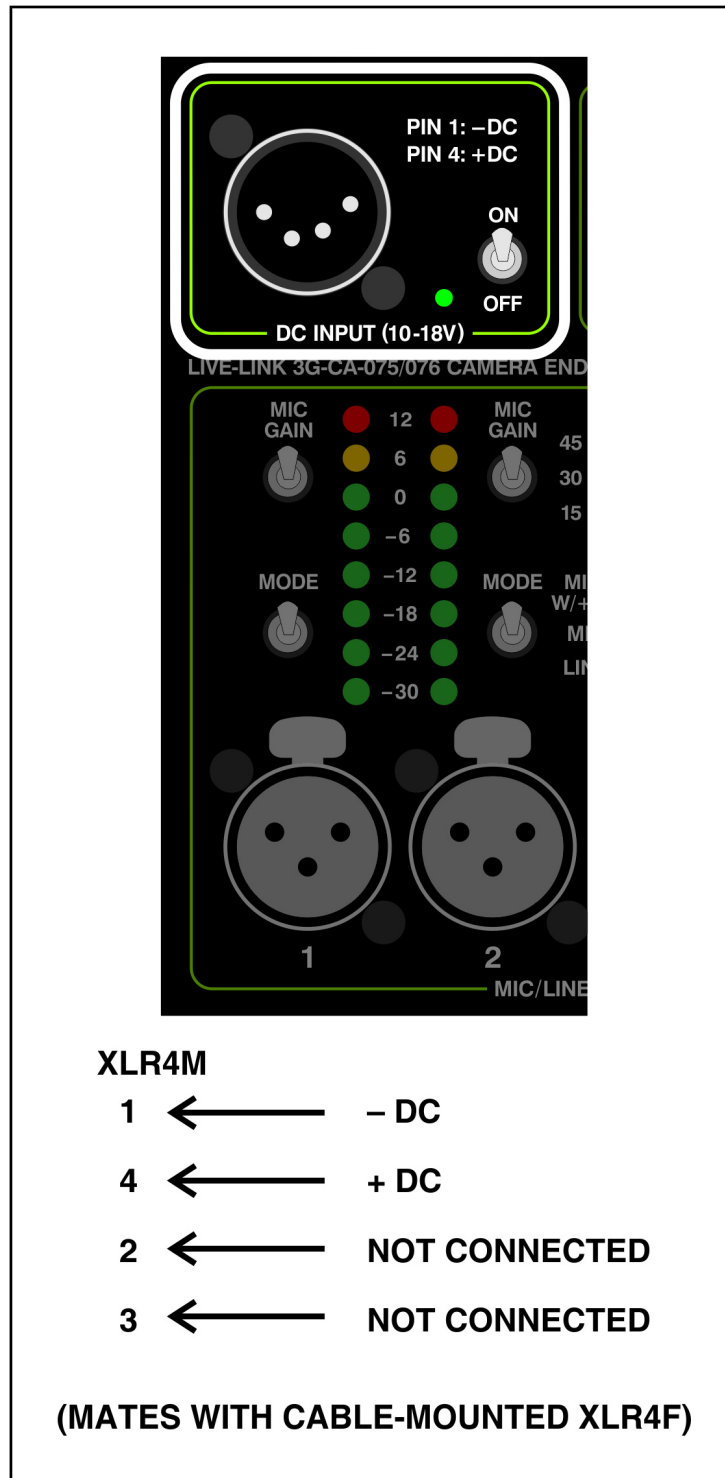 PIN 1: –DC
PIN 4: +DC
ON
OFF
DC INPUT (10-18V)
LIVE-LINK 3G-CA-075/076 CAMERA END
MIC
GAIN
12
MIC
GAIN
6
45
0
30
15
–6
MODE
–12
MODE
MI
W/+
–18
MI
–24
LIN
–30
1
2
MIC/LINE
XLR4M
1
– DC
4
+ DC
2
NOT CONNECTED
3
NOT CONNECTED
(MATES WITH CABLE-MOUNTED XLR4F)